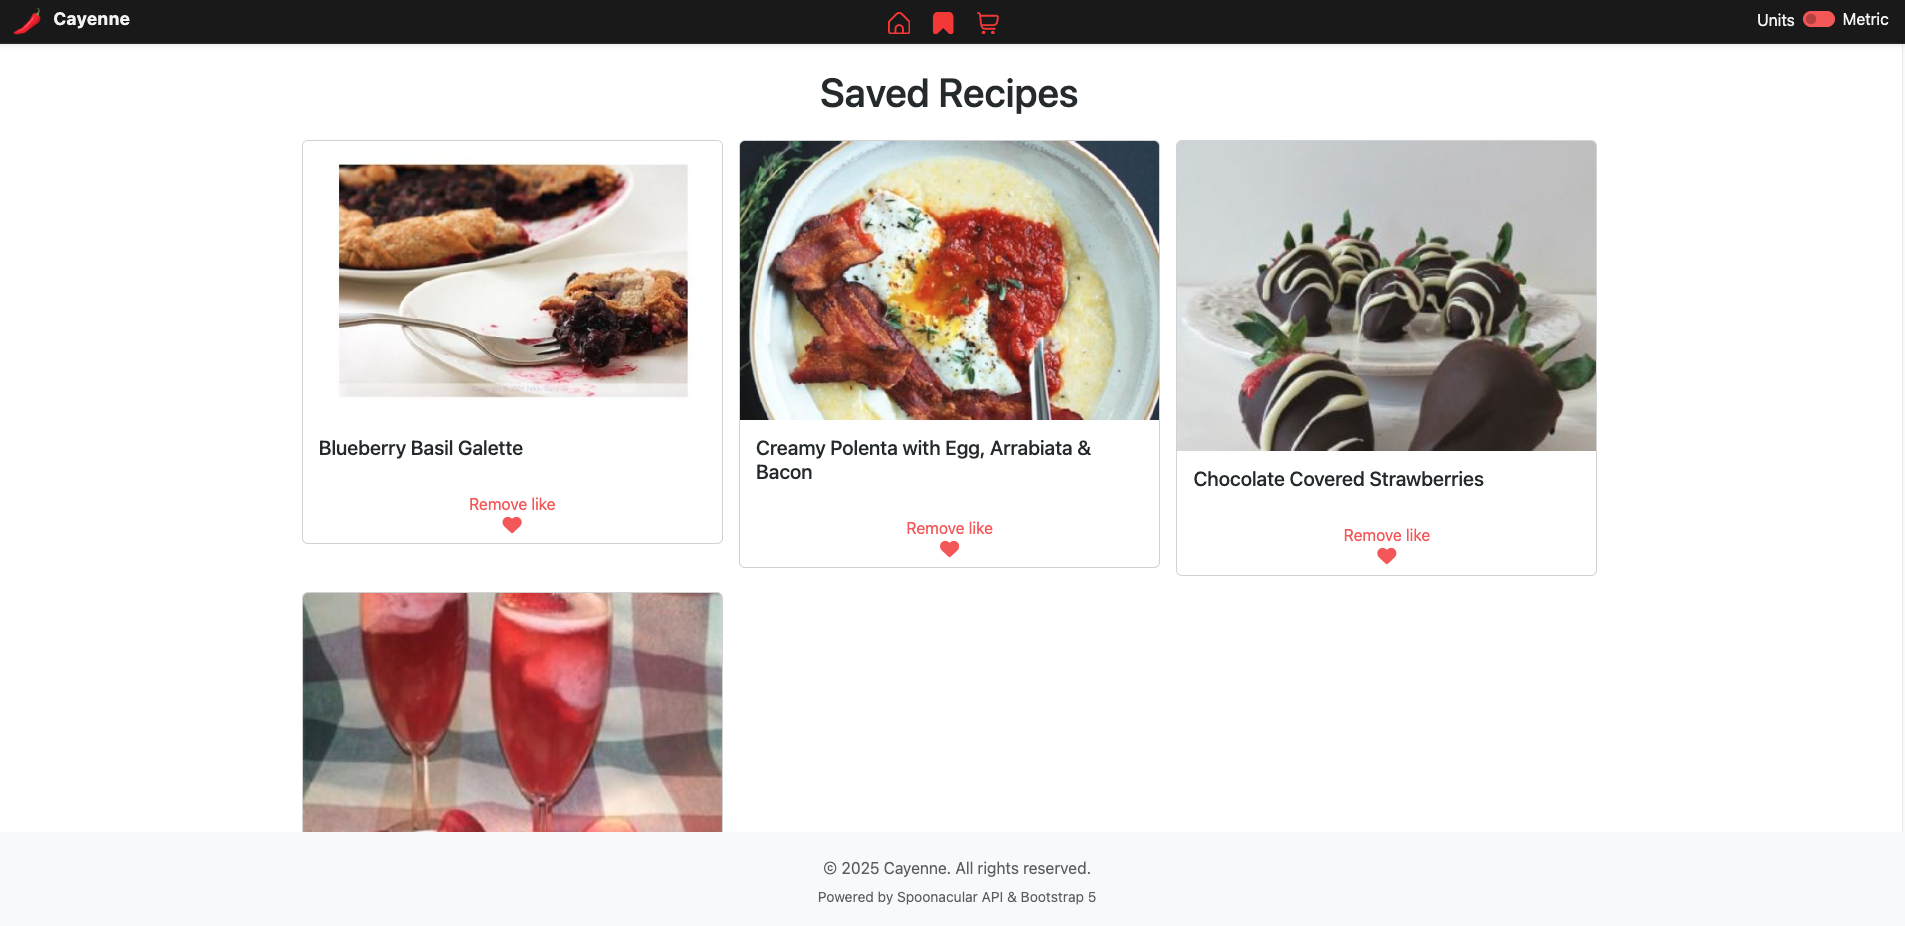 Cayenne
Units
Metric
Saved Recipes
Blueberry Basil Galette
Remove like
Creamy Polenta with Egg, Arrabiata &
Bacon
Remove like
Chocolate Covered Strawberries
Remove like
© 2025 Cayenne. All rights reserved.
Powered by Spoonacular API & Bootstrap 5